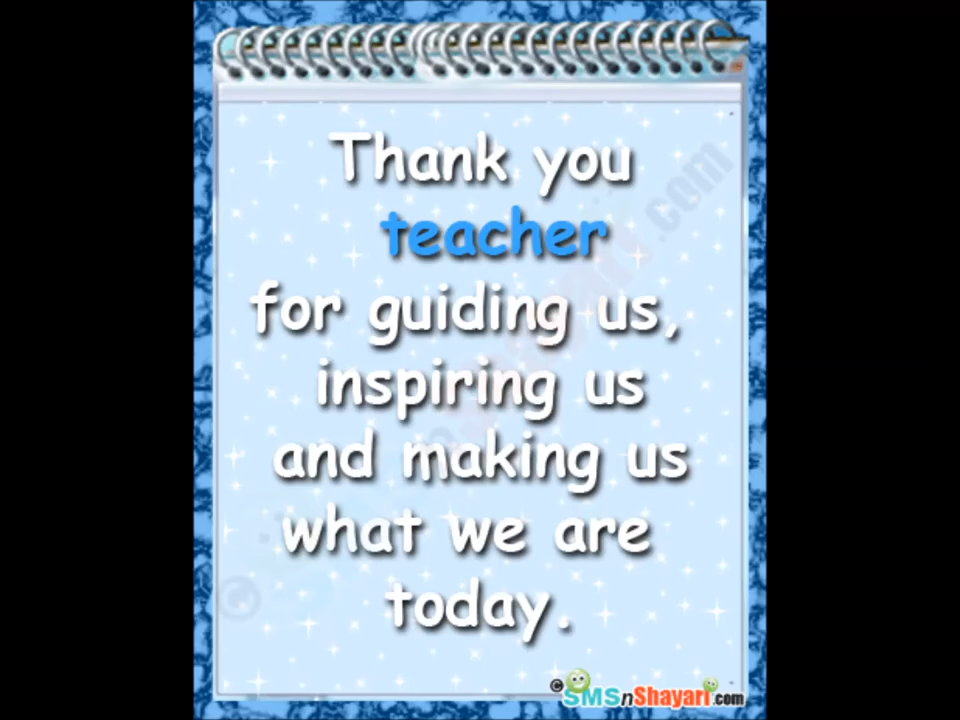 Thank you
teacher
for guiding us,
inspiring us
and making us
what we are
today.
© SMSnShayari.com